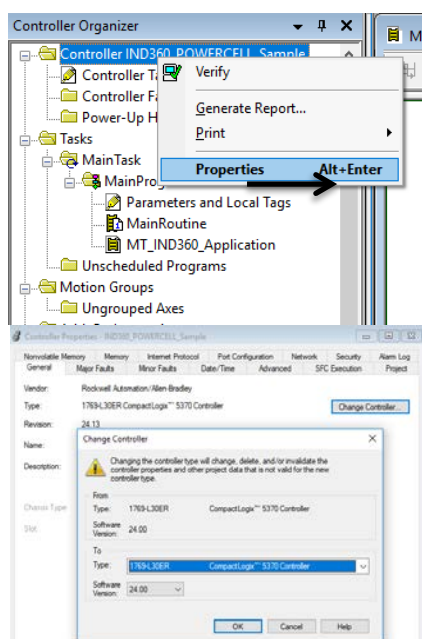 Controller Organizer
Controller IND360_POWERCELL_Sample
Controller T
Verify
Controller Fa
Power-Up H
Generate Report...
Print
Tasks
MainTask
Properties Alt+Enter
MainProg
Parameters and Local Tags
MainRoutine
MT_IND360_Application
Unscheduled Programs
Motion Groups
Ungrouped Axes
Controller Properties - IND360_POWERCELL_Sample
Nonvolatile Memory Memory Internet Protocol Port Configuration Network Security Alarm Log
General Major Faults Minor Faults Date/Time Advanced SFC Execution Project
Vendor: Rockwell Automation/Allen-Bradley
Type: 1769-L30ER CompactLogix™ 5370 Controller Change Controller...
Revision: 24.13
Name:
Change Controller
Description:
Changing the controller type will change, delete, and/or invalidate the
controller properties and other project data that is not valid for the new
controller type.
From
Chassis Type
Type: 1769-L30ER CompactLogix™ 5370 Controller
Slot:
Software
Version: 24.00
To
Type: 1769-L30ER CompactLogix™ 5370 Controller
Software
Version: 24.00
OK Cancel Help